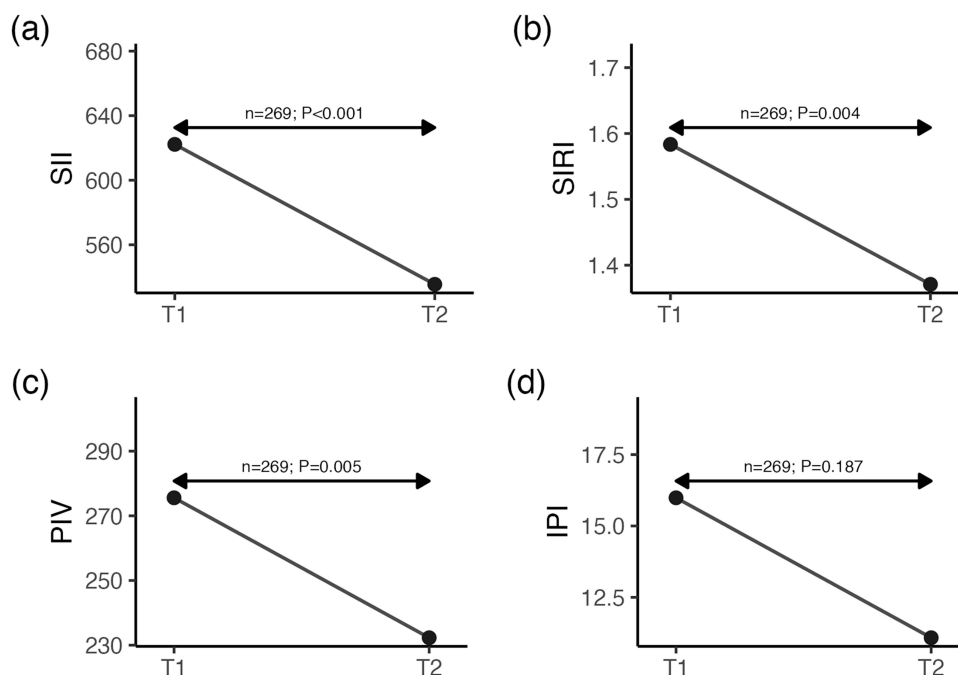 (a)
680
640
600
560
SII
n=269; P<0.001
T1 T2
(b)
1.7
1.6
1.5
1.4
SIRI
n=269; P=0.004
T1 T2
(c)
290
270
250
230
PIV
n=269; P=0.005
T1 T2
(d)
17.5
15.0
12.5
IPI
n=269; P=0.187
T1 T2